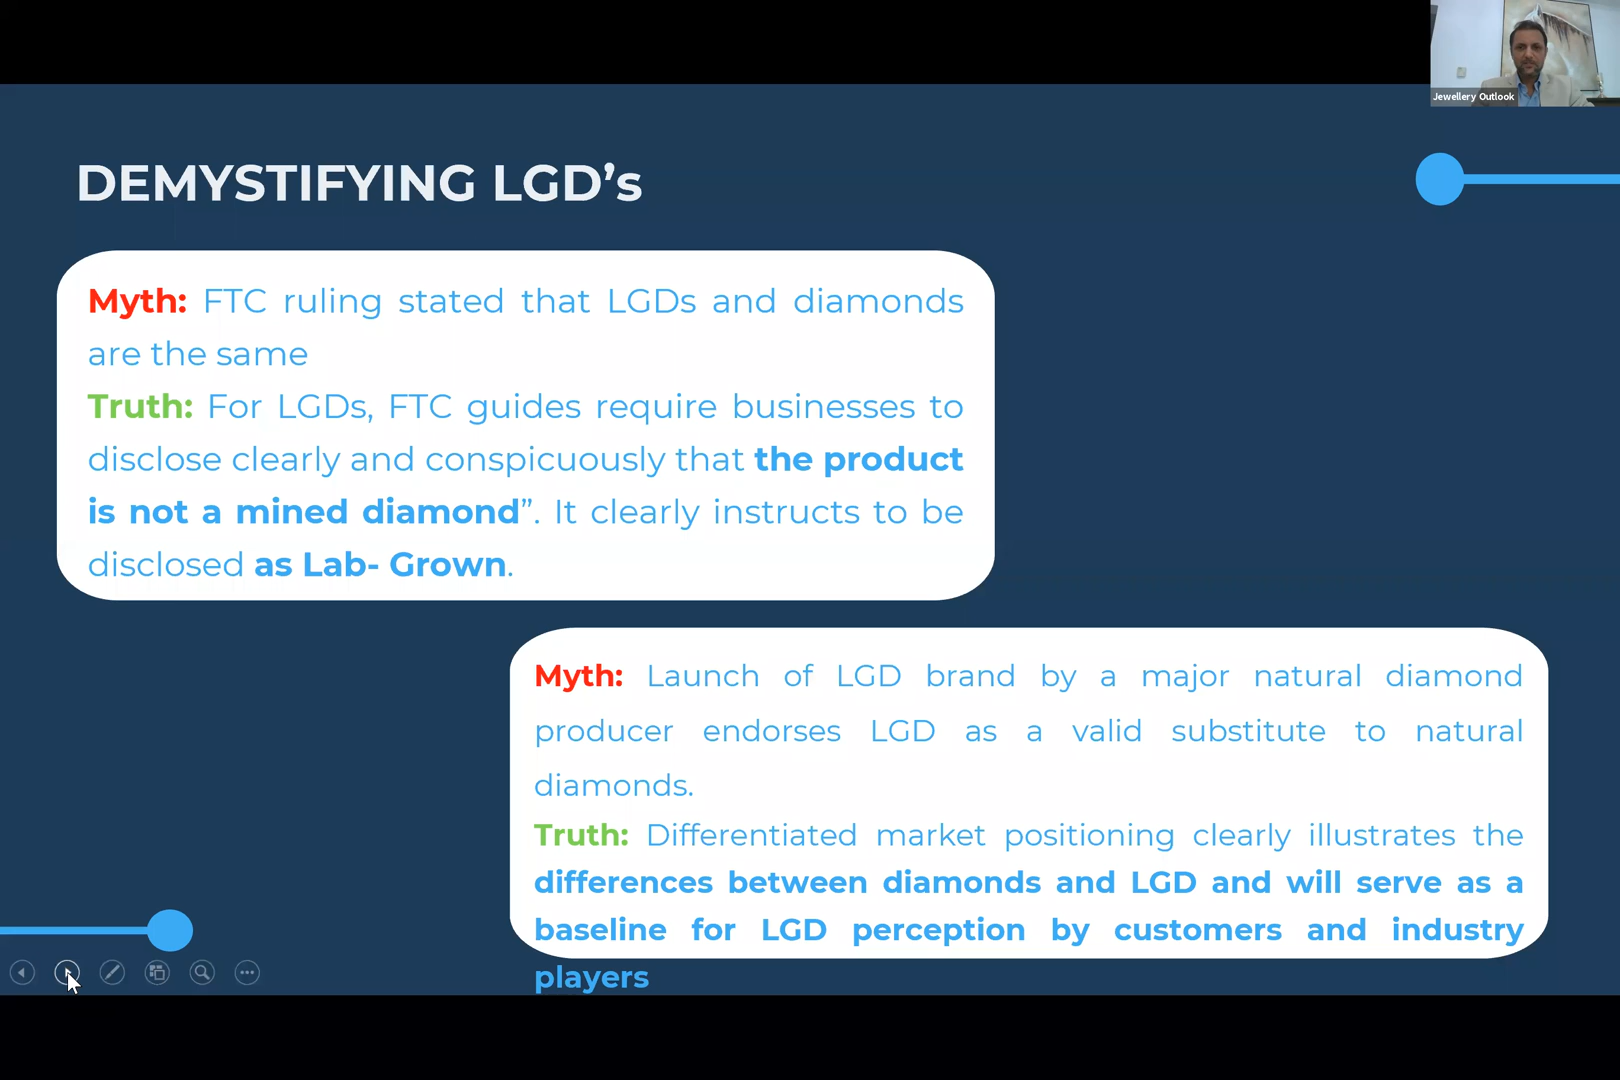 Jewellery Outlook
DEMYSTIFYING LGD’s
Myth: FTC ruling stated that LGDs and diamonds
are the same
Truth: For LGDs, FTC guides require businesses to
disclose clearly and conspicuously that the product
is not a mined diamond”. It clearly instructs to be
disclosed as Lab- Grown.
Myth: Launch of LGD brand by a major natural diamond
producer endorses LGD as a valid substitute to natural
diamonds.
Truth: Differentiated market positioning clearly illustrates the
differences between diamonds and LGD and will serve as a
baseline for LGD perception by customers and industry
players